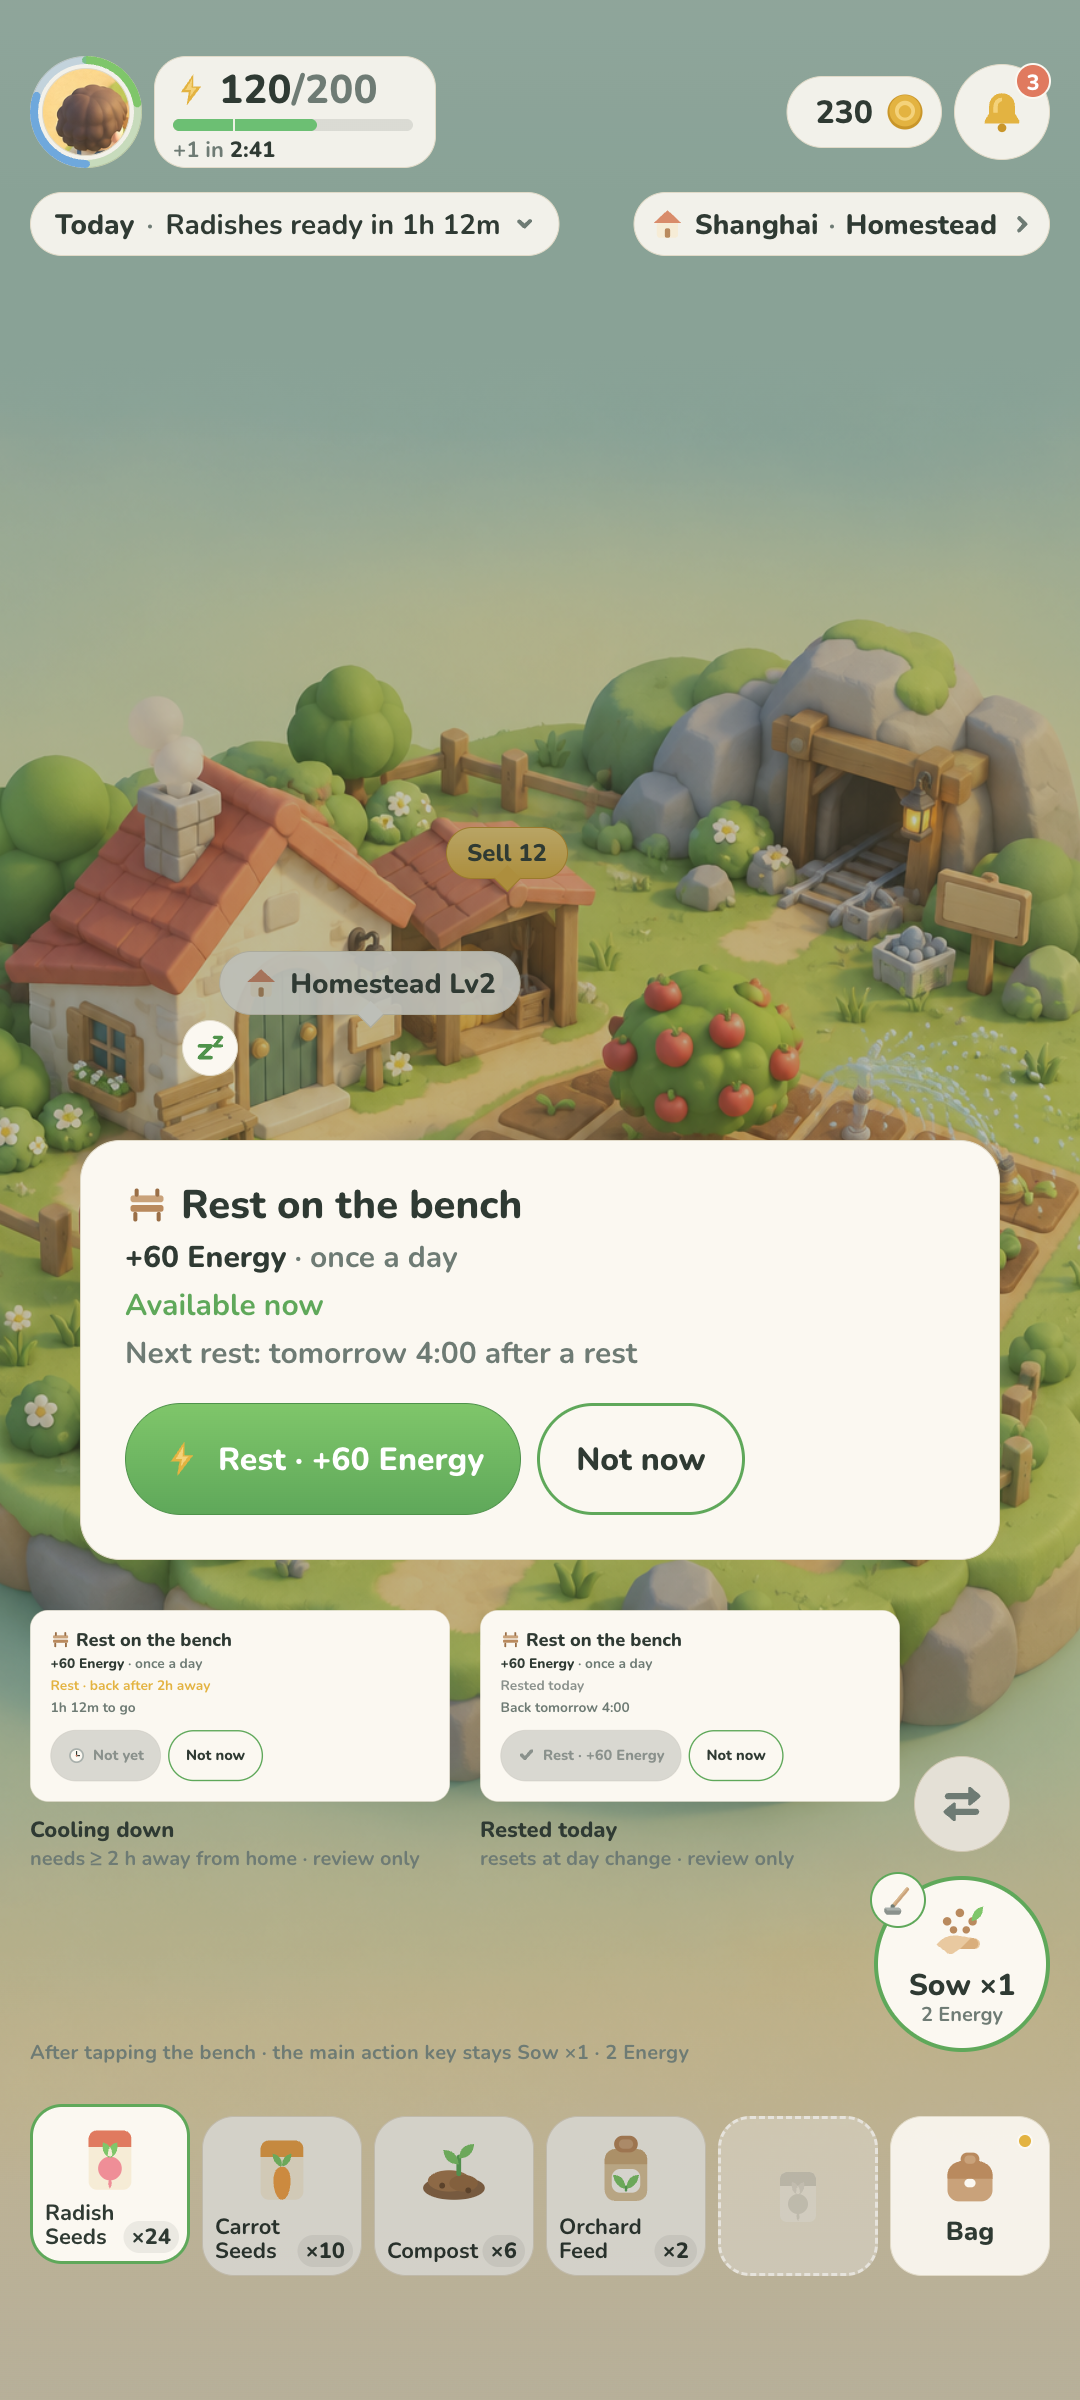 120/200
+1 in 2:41
230
3
Today · Radishes ready in 1h 12m
Shanghai · Homestead
Sell 12
Homestead Lv2
zz
Rest on the bench
+60 Energy · once a day
Available now
Next rest: tomorrow 4:00 after a rest
Rest · +60 Energy
Not now
Rest on the bench
+60 Energy · once a day
Rest · back after 2h away
1h 12m to go
Not yet
Not now
Cooling down
needs ≥ 2 h away from home · review only
Rest on the bench
+60 Energy · once a day
Rested today
Back tomorrow 4:00
Rest · +60 Energy
Not now
Rested today
resets at day change · review only
Sow ×1
2 Energy
After tapping the bench · the main action key stays Sow ×1 · 2 Energy
Radish
Seeds ×24
Carrot
Seeds ×10
Compost ×6
Orchard
Feed ×2
Bag